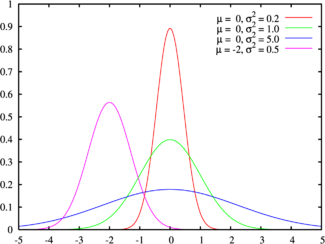 1
0.9
0.8
0.7
0.6
0.5
0.4
0.3
0.2
0.1
0
-5 -4 -3 -2 -1 0 1 2 3 4 5
μ = 0, σ² = 0.2
μ = 0, σ² = 1.0
μ = 0, σ² = 5.0
μ = -2, σ² = 0.5